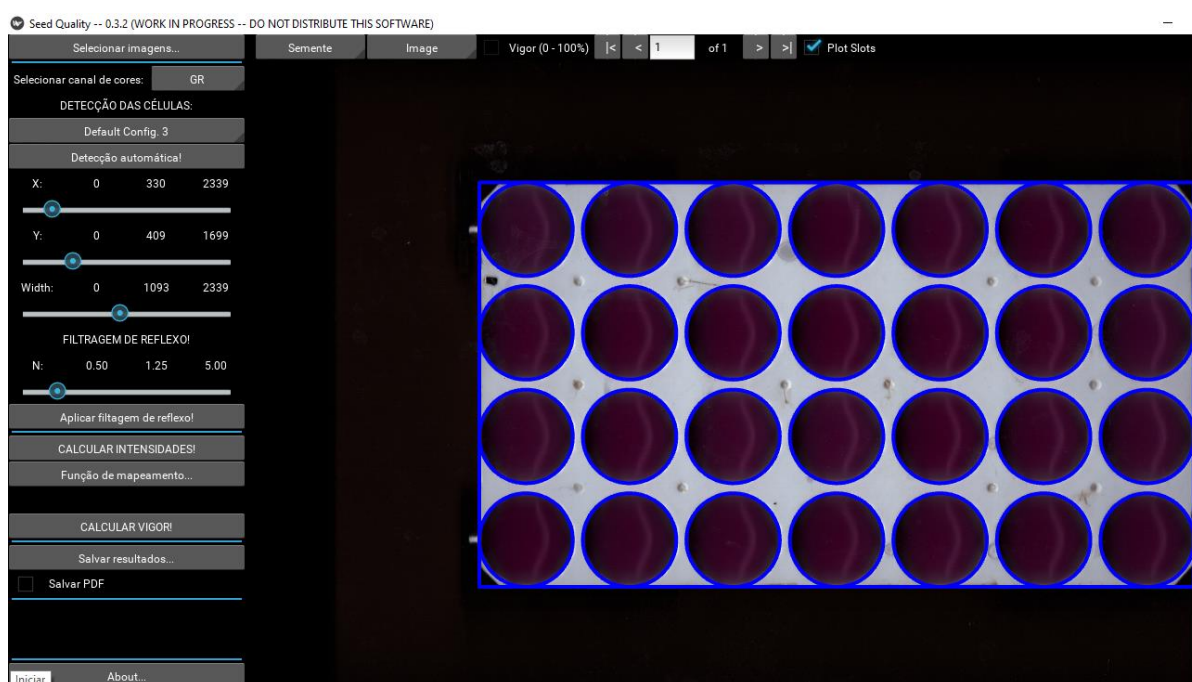 Seed Quality -- 0.3.2 (WORK IN PROGRESS -- DO NOT DISTRIBUTE THIS SOFTWARE)
Selecionar imagens... Semente Image Vigor (0 - 100%) |< < 1 of 1 > >| Plot Slots
Selecionar canal de cores: GR
DETECÇÃO DAS CÉLULAS:
Default Config. 3
Detecção automática!
X: 0 330 2339
Y: 0 409 1699
Width: 0 1093 2339
FILTRAGEM DE REFLEXO!
N: 0.50 1.25 5.00
Aplicar filtagem de reflexo!
CALCULAR INTENSIDADES!
Função de mapeamento...
CALCULAR VIGOR!
Salvar resultados...
Salvar PDF
About...
Iniciar